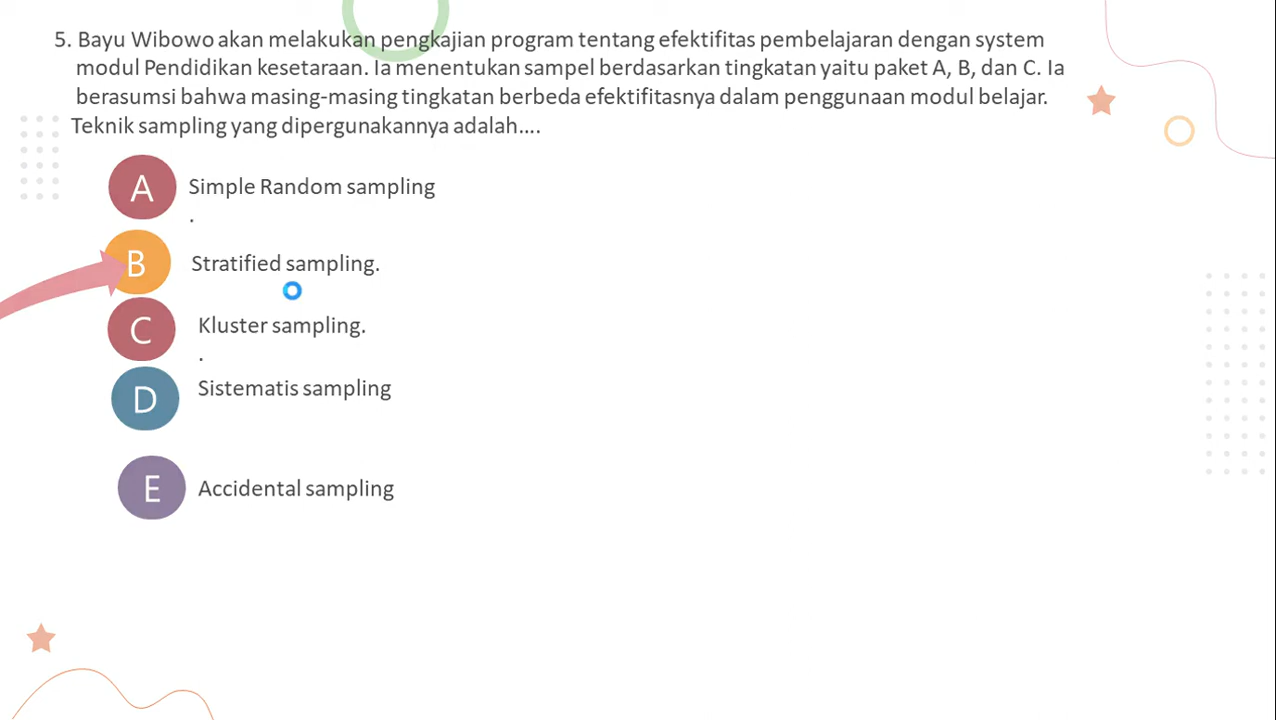 5. Bayu Wibowo akan melakukan pengkajian program tentang efektifitas pembelajaran dengan system
modul Pendidikan kesetaraan. Ia menentukan sampel berdasarkan tingkatan yaitu paket A, B, dan C. Ia
berasumsi bahwa masing-masing tingkatan berbeda efektifitasnya dalam penggunaan modul belajar.
Teknik sampling yang dipergunakannya adalah....
A Simple Random sampling
.
B Stratified sampling.
C Kluster sampling.
.
D Sistematis sampling
E Accidental sampling